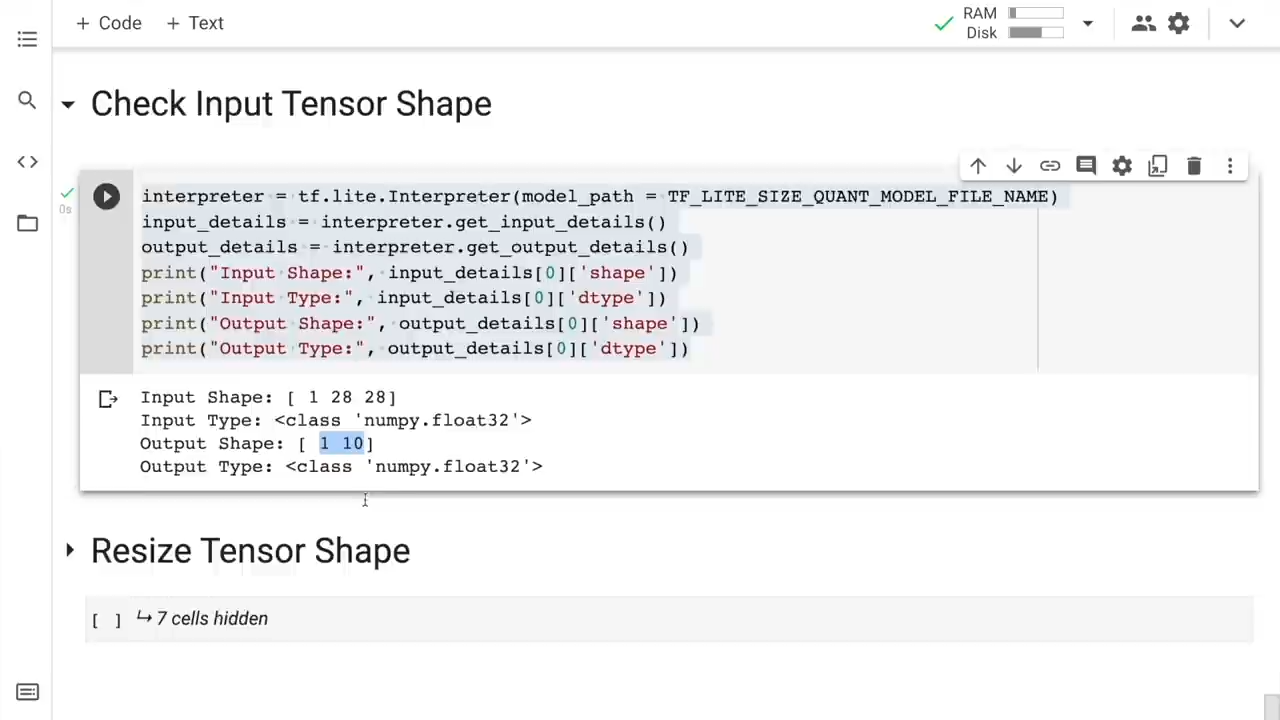 + Code + Text
RAM
Disk
Check Input Tensor Shape
0s
interpreter = tf.lite.Interpreter(model_path = TF_LITE_SIZE_QUANT_MODEL_FILE_NAME)
input_details = interpreter.get_input_details()
output_details = interpreter.get_output_details()
print("Input Shape:", input_details[0]['shape'])
print("Input Type:", input_details[0]['dtype'])
print("Output Shape:", output_details[0]['shape'])
print("Output Type:", output_details[0]['dtype'])
Input Shape: [ 1 28 28]
Input Type: <class 'numpy.float32'>
Output Shape: [ 1 10]
Output Type: <class 'numpy.float32'>
Resize Tensor Shape
[ ] ↳ 7 cells hidden